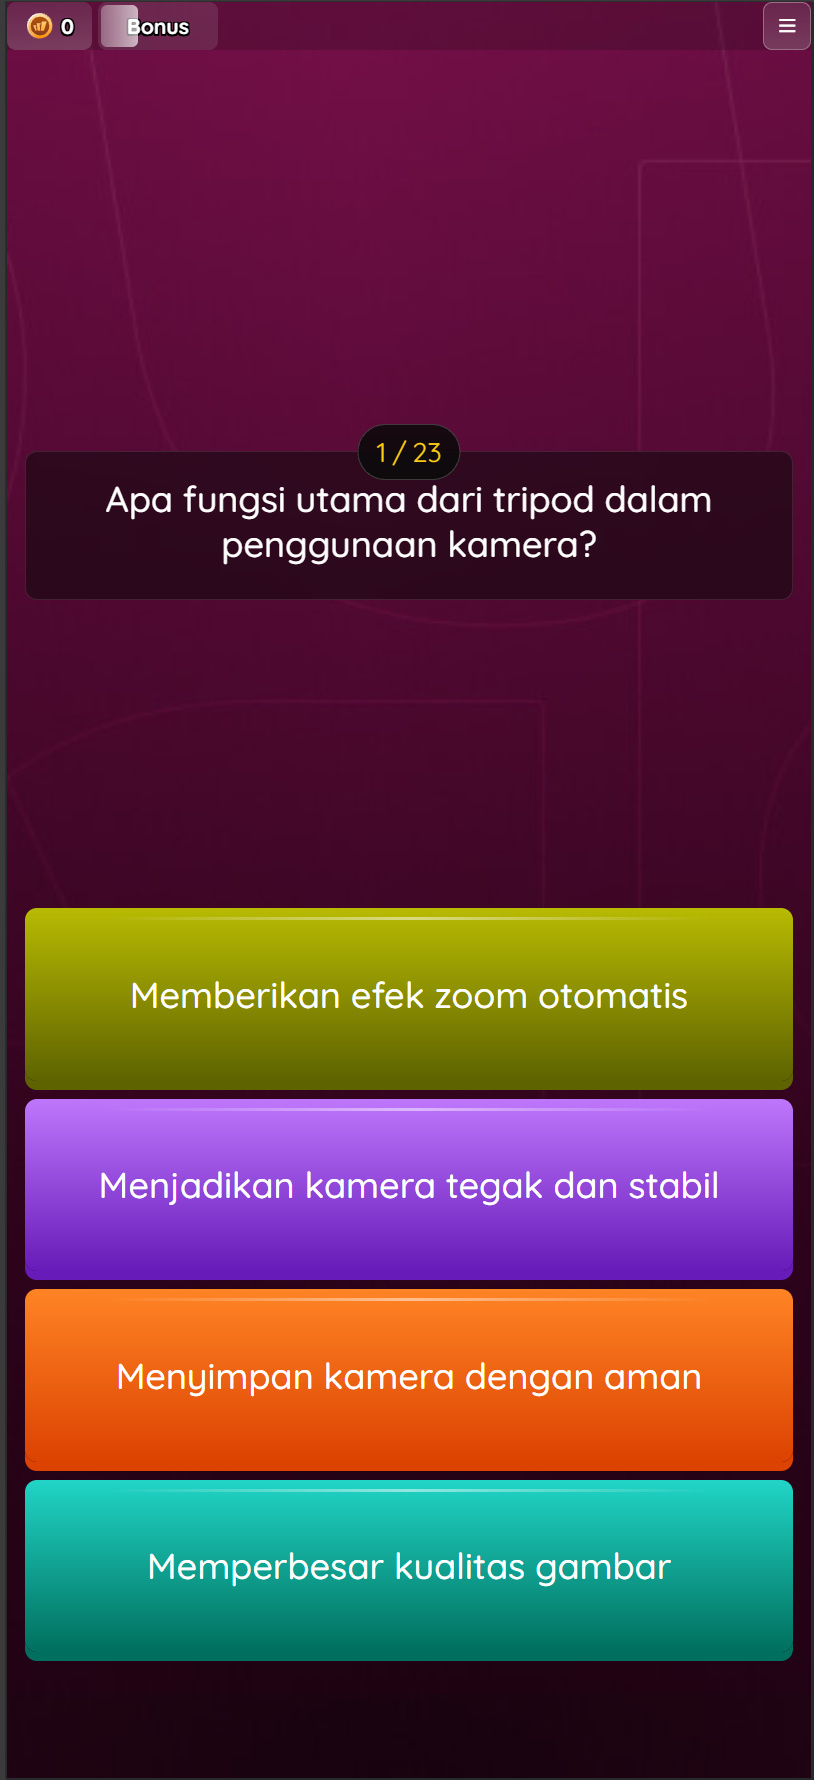 0
Bonus
1 / 23
Apa fungsi utama dari tripod dalam
penggunaan kamera?
Memberikan efek zoom otomatis
Menjadikan kamera tegak dan stabil
Menyimpan kamera dengan aman
Memperbesar kualitas gambar